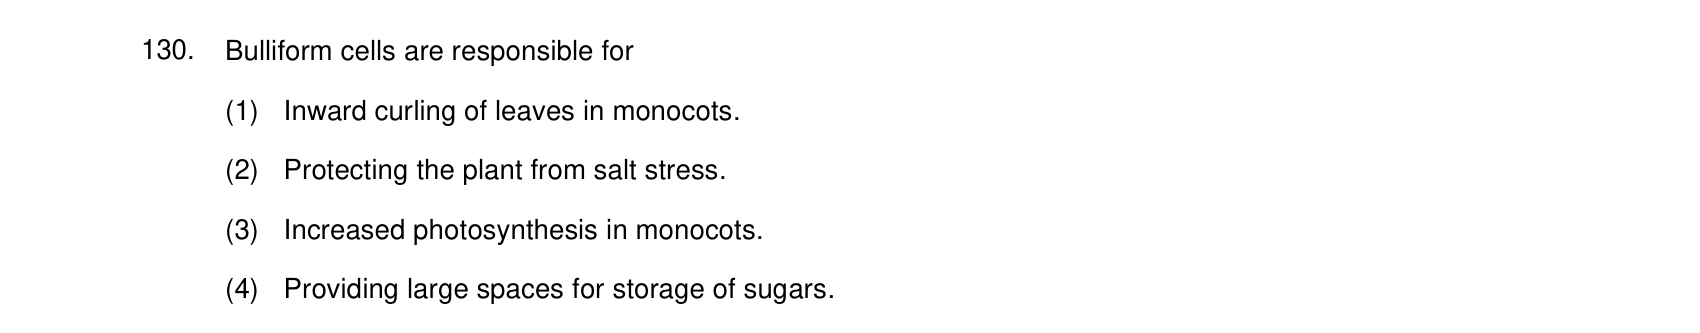 130. Bulliform cells are responsible for
(1) Inward curling of leaves in monocots.
(2) Protecting the plant from salt stress.
(3) Increased photosynthesis in monocots.
(4) Providing large spaces for storage of sugars.